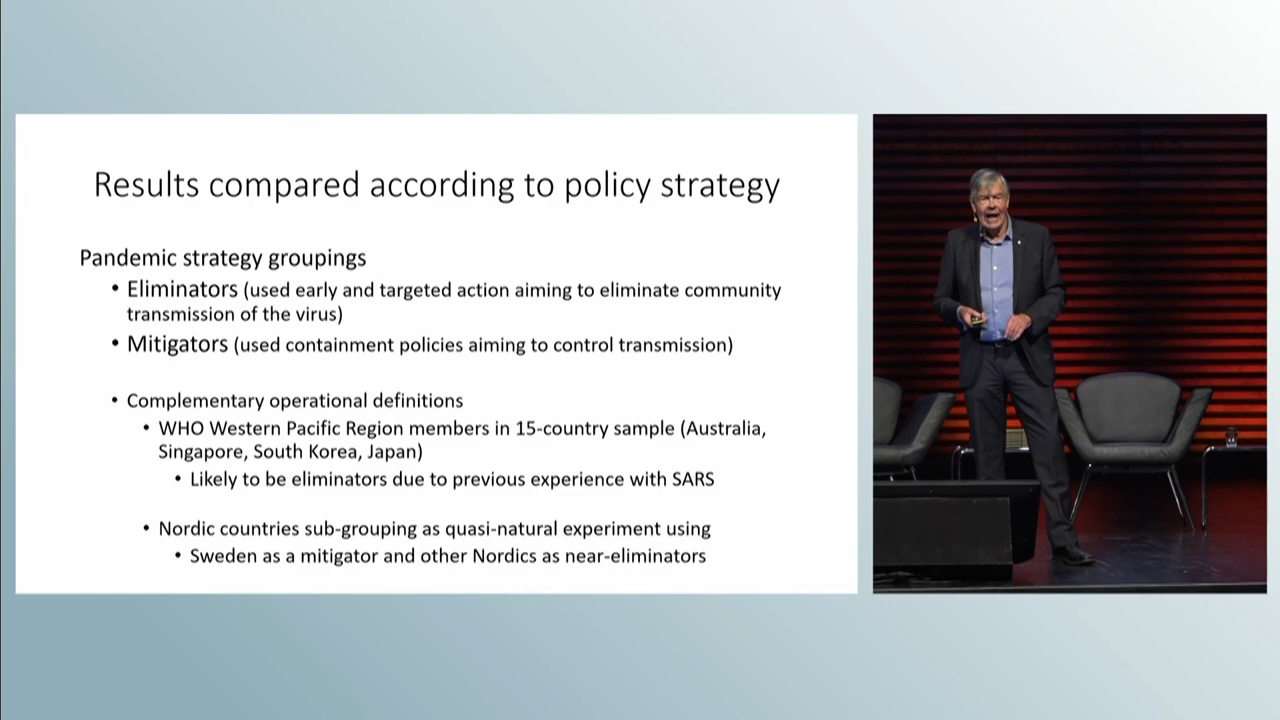 Results compared according to policy strategy
Pandemic strategy groupings
• Eliminators (used early and targeted action aiming to eliminate community
transmission of the virus)
• Mitigators (used containment policies aiming to control transmission)
• Complementary operational definitions
• WHO Western Pacific Region members in 15-country sample (Australia,
Singapore, South Korea, Japan)
• Likely to be eliminators due to previous experience with SARS
• Nordic countries sub-grouping as quasi-natural experiment using
• Sweden as a mitigator and other Nordics as near-eliminators